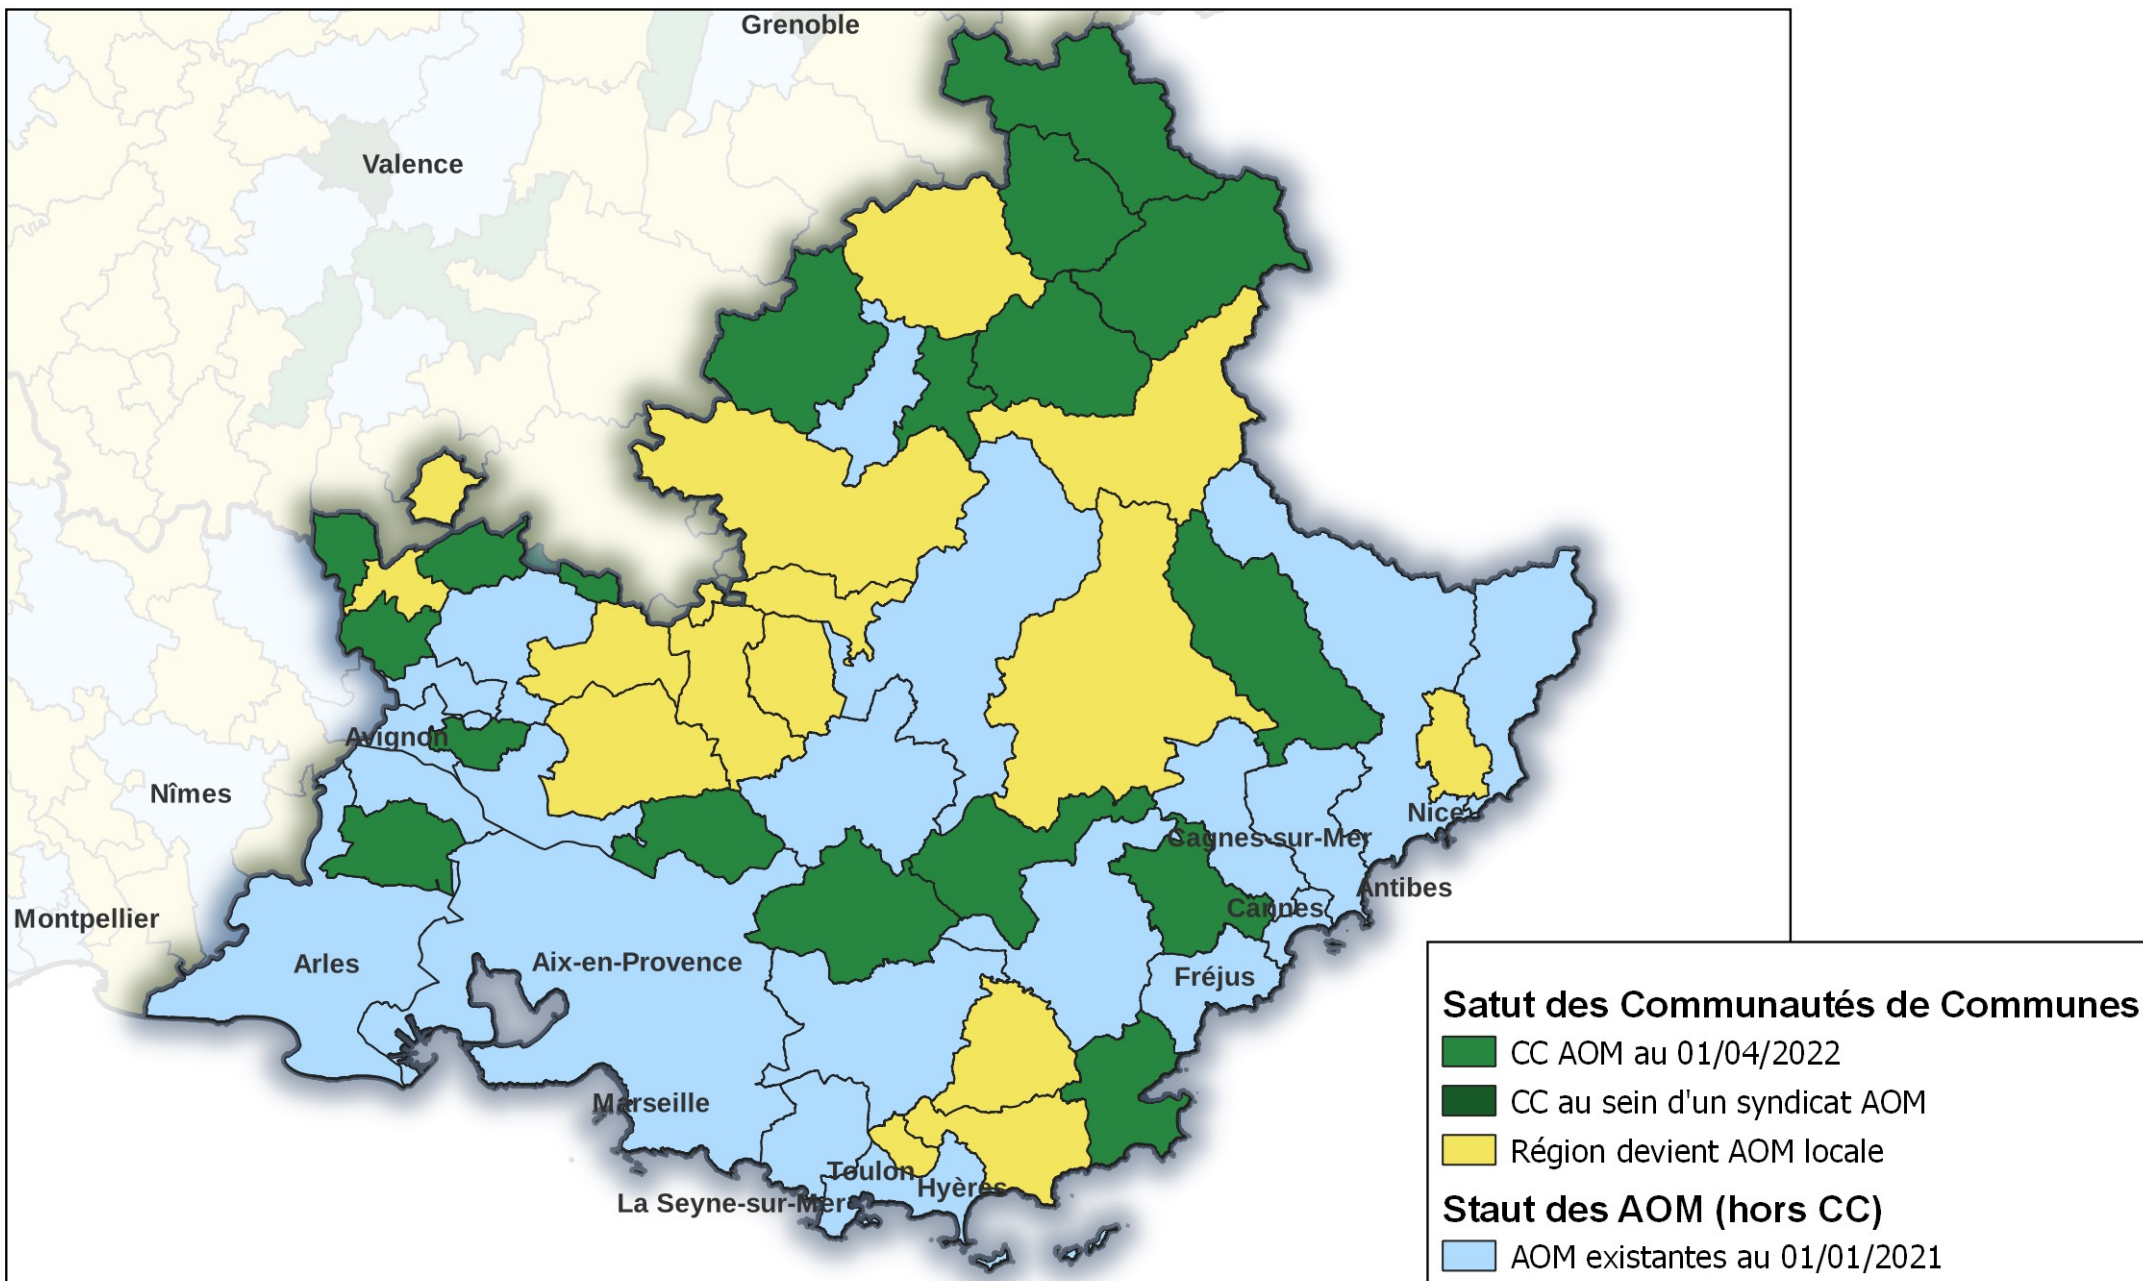 Grenoble
Valence
Avignon
Nîmes
Nice
Cagnes-sur-Mer
Antibes
Cannes
Montpellier
Arles
Aix-en-Provence
Fréjus
Marseille
Toulon
Hyères
La Seyne-sur-Mer
Satut des Communautés de Communes
CC AOM au 01/04/2022
CC au sein d'un syndicat AOM
Région devient AOM locale
Staut des AOM (hors CC)
AOM existantes au 01/01/2021